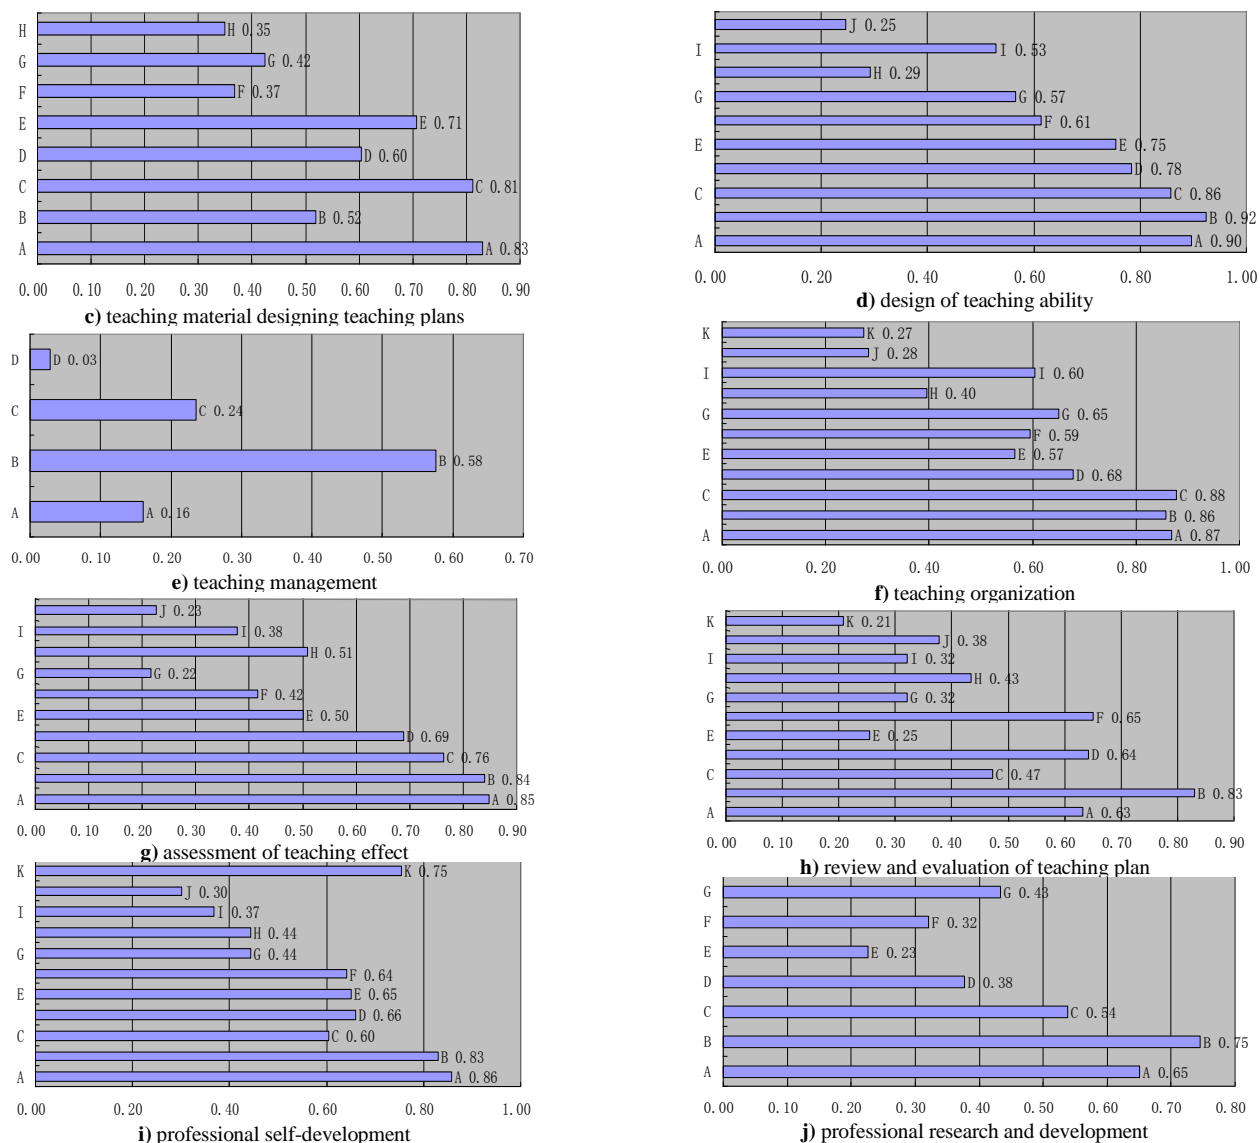 H H 0.35
G G 0.42
F F 0.37
E E 0.71
D D 0.60
C C 0.81
B B 0.52
A A 0.83
0.00 0.10 0.20 0.30 0.40 0.50 0.60 0.70 0.80 0.90
c) teaching material designing teaching plans
J 0.25
I I 0.53
H 0.29
G G 0.57
F 0.61
E E 0.75
D 0.78
C C 0.86
B 0.92
A A 0.90
0.00 0.20 0.40 0.60 0.80 1.00
d) design of teaching ability
D D 0.03
C C 0.24
B B 0.58
A A 0.16
0.00 0.10 0.20 0.30 0.40 0.50 0.60 0.70
e) teaching management
K K 0.27
J 0.28
I I 0.60
H 0.40
G G 0.65
F 0.59
E E 0.57
D 0.68
C C 0.88
B 0.86
A A 0.87
0.00 0.20 0.40 0.60 0.80 1.00
f) teaching organization
J 0.23
I I 0.38
H 0.51
G G 0.22
F 0.42
E E 0.50
D 0.69
C C 0.76
B 0.84
A A 0.85
0.00 0.10 0.20 0.30 0.40 0.50 0.60 0.70 0.80 0.90
g) assessment of teaching effect
K K 0.21
J 0.38
I I 0.32
H 0.43
G G 0.32
F 0.65
E E 0.25
D 0.64
C C 0.47
B 0.83
A A 0.63
0.00 0.10 0.20 0.30 0.40 0.50 0.60 0.70 0.80 0.90
h) review and evaluation of teaching plan
K K 0.75
J 0.30
I I 0.37
H 0.44
G G 0.44
F 0.64
E E 0.65
D 0.66
C C 0.60
B 0.83
A A 0.86
0.00 0.20 0.40 0.60 0.80 1.00
i) professional self-development
G G 0.43
F F 0.32
E E 0.23
D D 0.38
C C 0.54
B B 0.75
A A 0.65
0.00 0.10 0.20 0.30 0.40 0.50 0.60 0.70 0.80
j) professional research and development